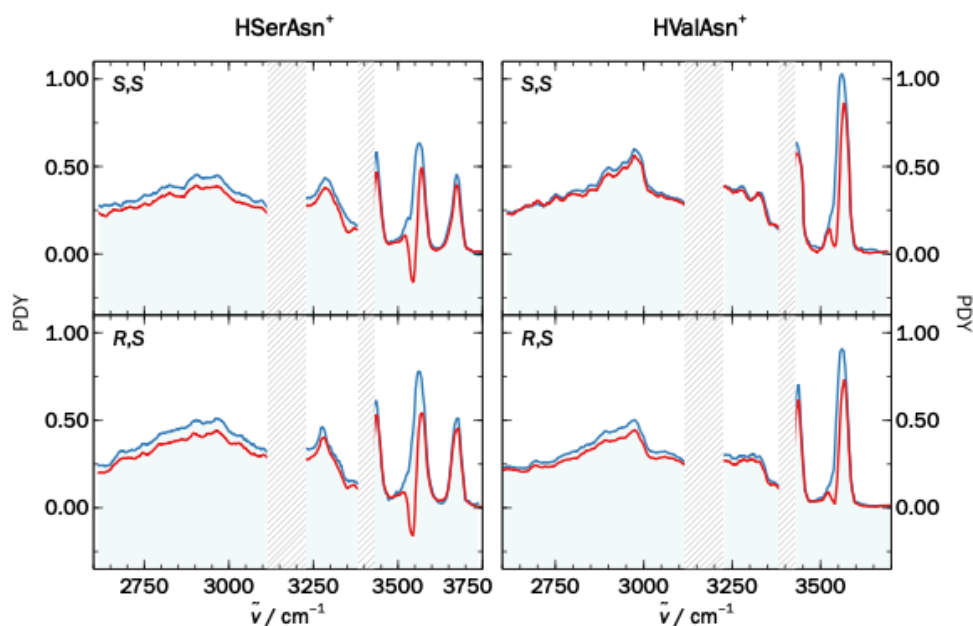 HSerAsn⁺ HValAsn⁺
1.00 S,S S,S 1.00
0.50 0.50
0.00 0.00
PDY PDY
1.00 R,S R,S 1.00
0.50 0.50
0.00 0.00
2750 3000 3250 3500 3750 2750 3000 3250 3500
ṽ / cm⁻¹ ṽ / cm⁻¹